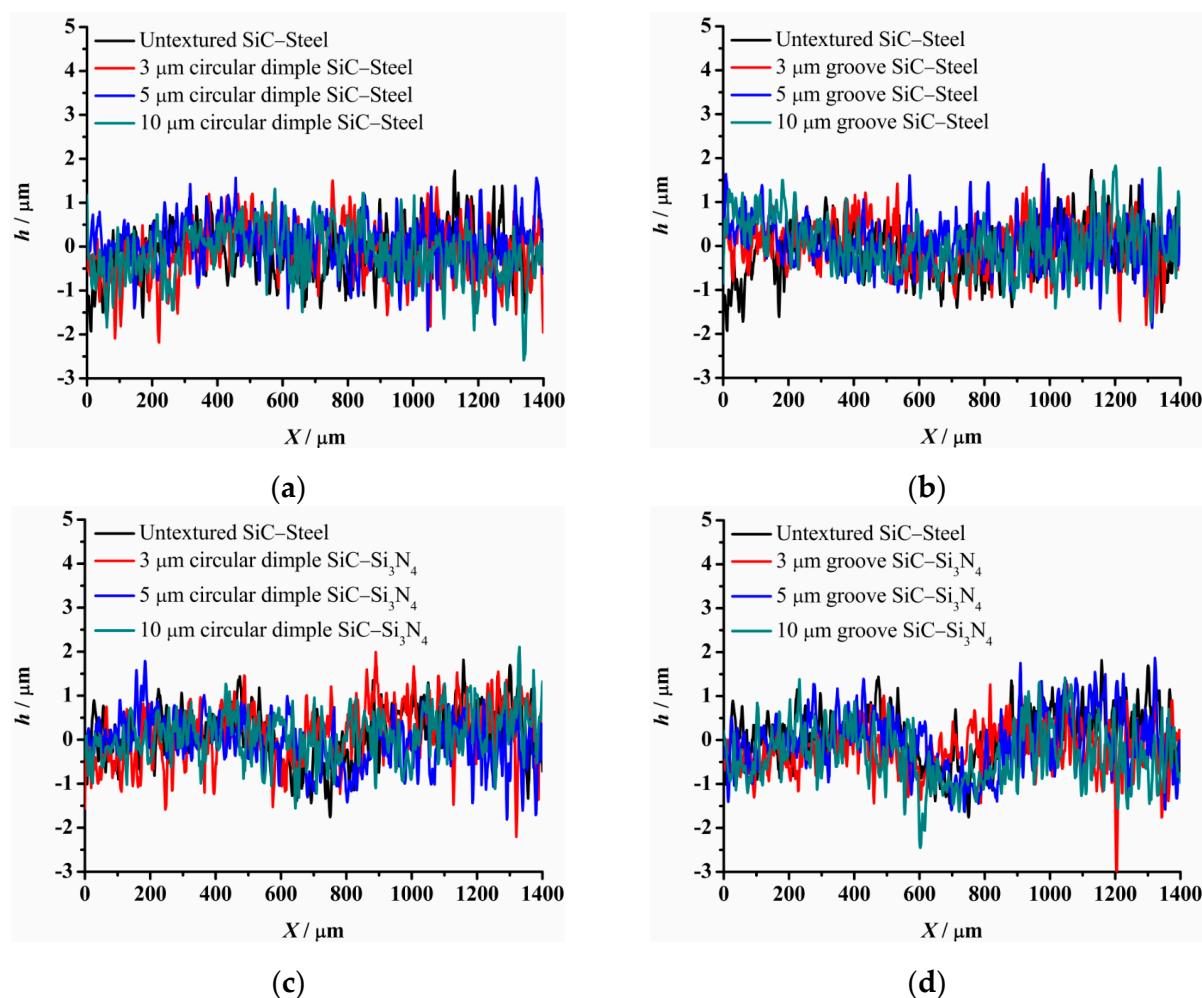 5
4
3
2
1
0
-1
-2
-3
h / μm
Untextured SiC–Steel
3 μm circular dimple SiC–Steel
5 μm circular dimple SiC–Steel
10 μm circular dimple SiC–Steel
0 200 400 600 800 1000 1200 1400
X / μm
(a)
5
4
3
2
1
0
-1
-2
-3
h / μm
Untextured SiC–Steel
3 μm groove SiC–Steel
5 μm groove SiC–Steel
10 μm groove SiC–Steel
0 200 400 600 800 1000 1200 1400
X / μm
(b)
5
4
3
2
1
0
-1
-2
-3
h / μm
Untextured SiC–Steel
3 μm circular dimple SiC–Si₃N₄
5 μm circular dimple SiC–Si₃N₄
10 μm circular dimple SiC–Si₃N₄
0 200 400 600 800 1000 1200 1400
X / μm
(c)
5
4
3
2
1
0
-1
-2
-3
h / μm
Untextured SiC–Steel
3 μm groove SiC–Si₃N₄
5 μm groove SiC–Si₃N₄
10 μm groove SiC–Si₃N₄
0 200 400 600 800 1000 1200 1400
X / μm
(d)